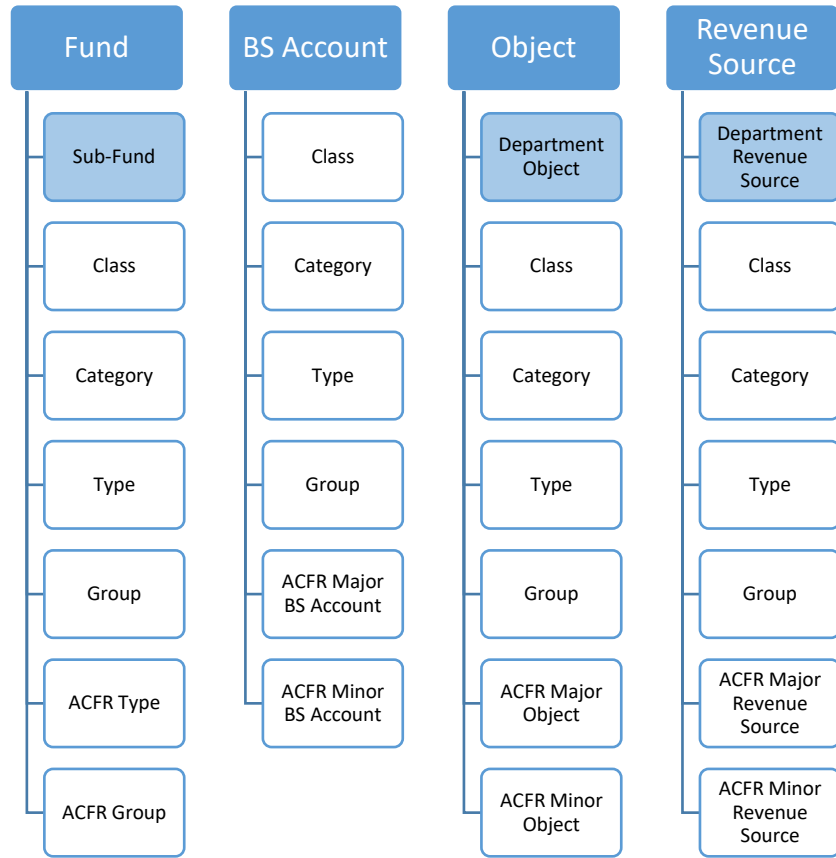 Fund
Sub-Fund
Class
Category
Type
Group
ACFR Type
ACFR Group
BS Account
Class
Category
Type
Group
ACFR Major
BS Account
ACFR Minor
BS Account
Object
Department
Object
Class
Category
Type
Group
ACFR Major
Object
ACFR Minor
Object
Revenue
Source
Department
Revenue
Source
Class
Category
Type
Group
ACFR Major
Revenue
Source
ACFR Minor
Revenue
Source